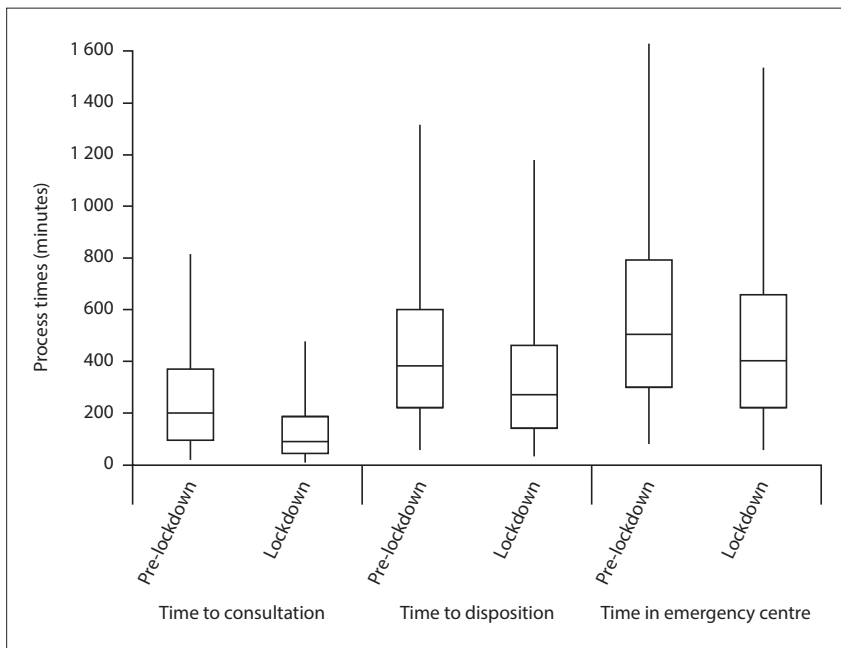 Process times (minutes)
1 600
1 400
1 200
1 000
800
600
400
200
0
Pre-lockdown
Lockdown
Pre-lockdown
Lockdown
Pre-lockdown
Lockdown
Time to consultation
Time to disposition
Time in emergency centre